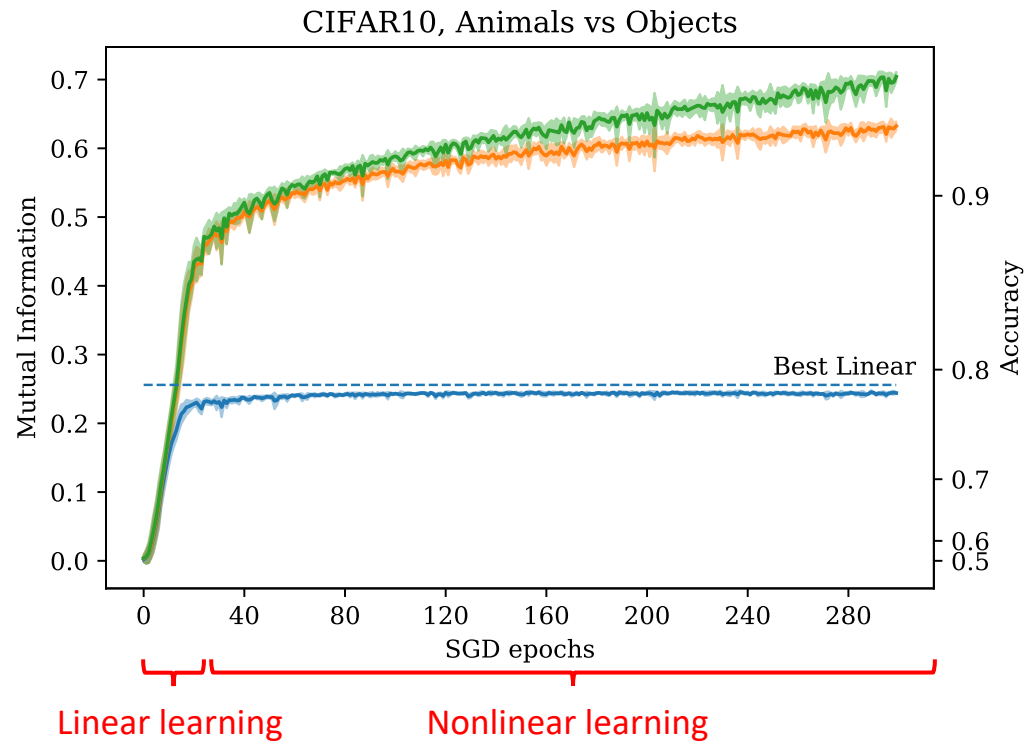 CIFAR10, Animals vs Objects
Mutual Information
0.7
0.6
0.5
0.4
0.3
0.2
0.1
0.0
Best Linear
0.9
0.8
0.7
0.6
0.5
Accuracy
0 40 80 120 160 200 240 280
SGD epochs
Linear learning Nonlinear learning